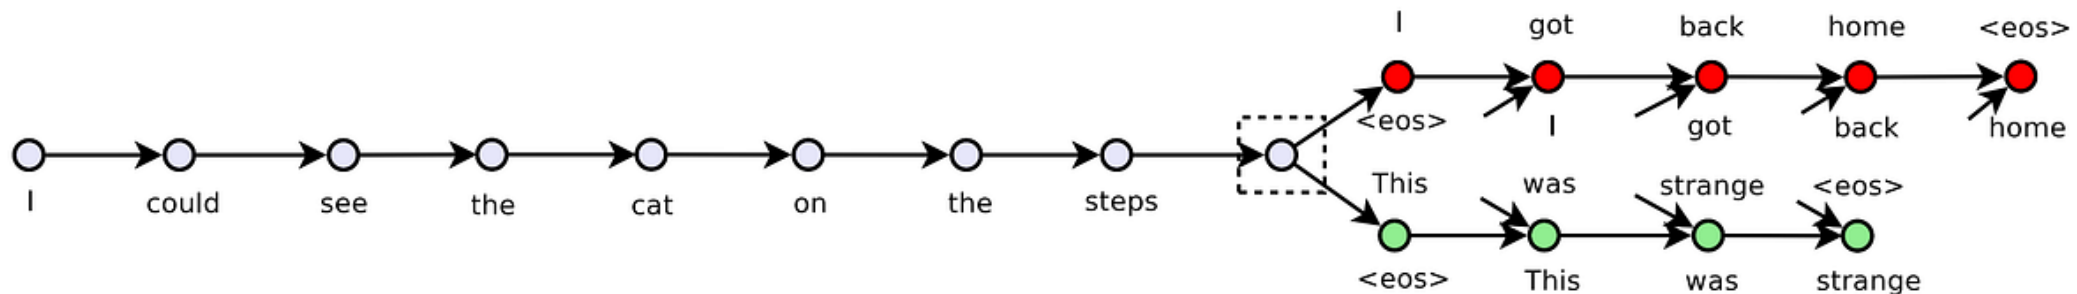 I got back home <eos>
<eos> I got back home
I could see the cat on the steps
This was strange <eos>
<eos> This was strange